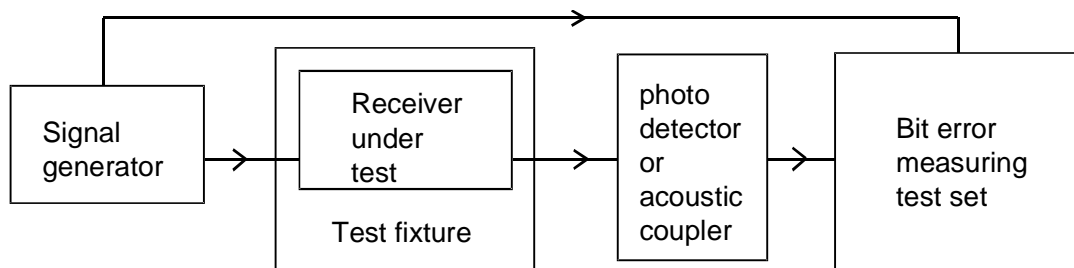 Signal
generator
Receiver
under
test
Test fixture
photo
detector
or
acoustic
coupler
Bit error
measuring
test set